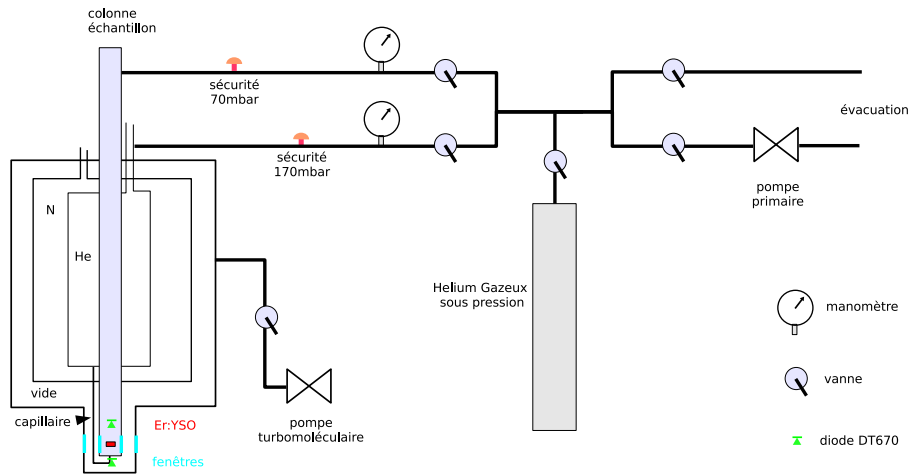 colonne
échantillon
sécurité
70mbar
sécurité
170mbar
évacuation
pompe
primaire
N
He
Helium Gazeux
sous pression
manomètre
vanne
diode DT670
vide
capillaire
Er:YSO
fenêtres
pompe
turbomoléculaire